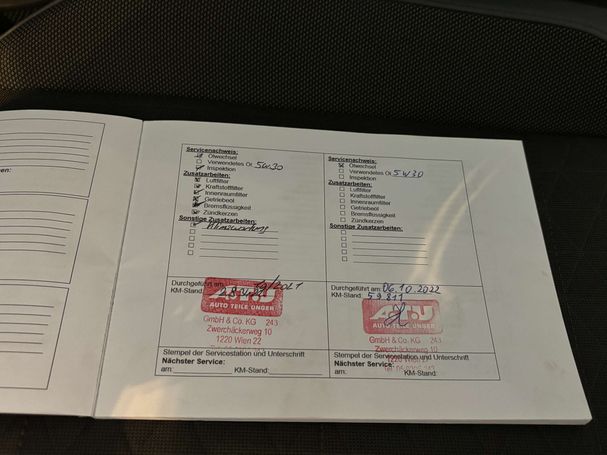 Servicenachweis:
Ölwechsel
Verwendetes Öl 5W30
Inspektion
Zusatzarbeiten:
Luftfilter
Kraftstofffilter
Innenraumfilter
Getriebeöl
Bremsflüssigkeit
Zündkerzen
Sonstige Zusatzarbeiten:
Klimawartung
Durchgeführt am:
KM-Stand:
A.T.U
AUTO TEILE UNGER
GmbH & Co. KG 243
Zwerchäckerweg 10
1220 Wien 22
Stempel der Servicestation und Unterschrift
Nächster Service:
am: KM-Stand:
Servicenachweis:
Ölwechsel
Verwendetes Öl 5W30
Inspektion
Zusatzarbeiten:
Luftfilter
Kraftstofffilter
Innenraumfilter
Getriebeöl
Bremsflüssigkeit
Zündkerzen
Sonstige Zusatzarbeiten:
Durchgeführt am: 06.10.2022
KM-Stand: 59811
A.T.U
AUTO TEILE UNGER
GmbH & Co. KG 243
Zwerchäckerweg 10
1220 Wien 22
Stempel der Servicestation und Unterschrift
Nächster Service:
am: KM-Stand: